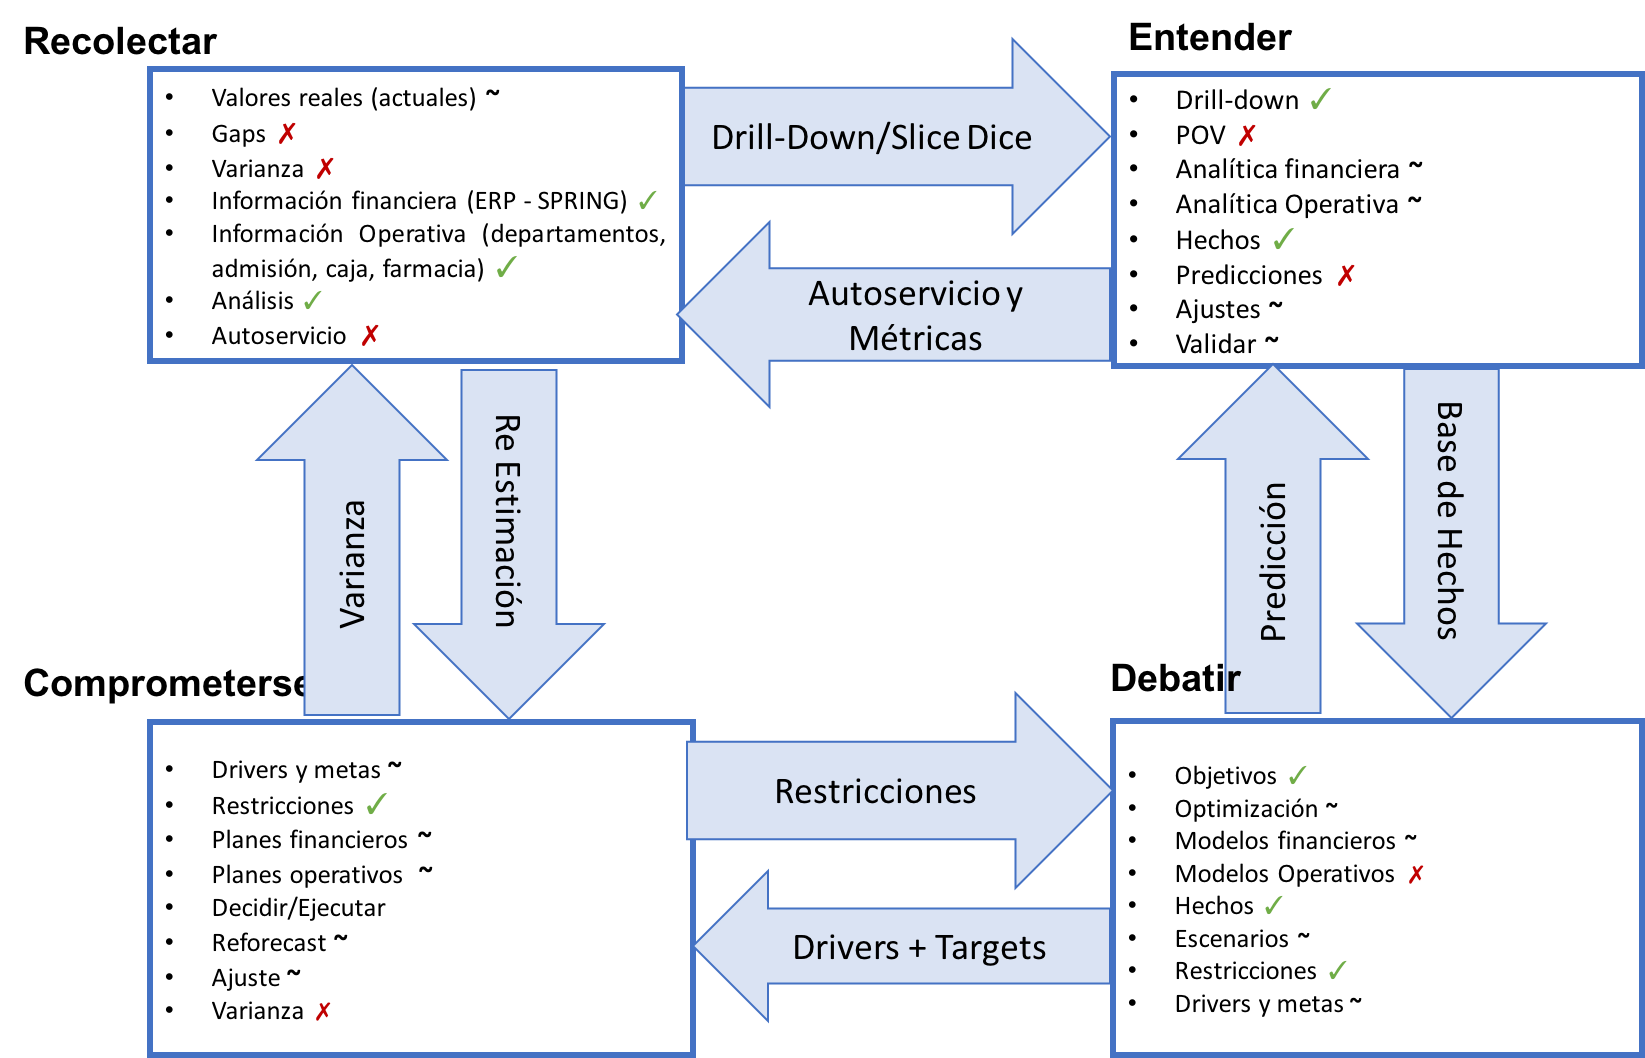 Recolectar
• Valores reales (actuales) ~
• Gaps ✗
• Varianza ✗
• Información financiera (ERP - SPRING) ✓
• Información Operativa (departamentos,
admisión, caja, farmacia) ✓
• Análisis ✓
• Autoservicio ✗
Drill-Down/Slice Dice
Autoservicio y
Métricas
Entender
• Drill-down ✓
• POV ✗
• Analítica financiera ~
• Analítica Operativa ~
• Hechos ✓
• Predicciones ✗
• Ajustes ~
• Validar ~
Varianza
Re Estimación
Predicción
Base de Hechos
Comprometerse
• Drivers y metas ~
• Restricciones ✓
• Planes financieros ~
• Planes operativos ~
• Decidir/Ejecutar
• Reforecast ~
• Ajuste ~
• Varianza ✗
Restricciones
Drivers + Targets
Debatir
• Objetivos ✓
• Optimización ~
• Modelos financieros ~
• Modelos Operativos ✗
• Hechos ✓
• Escenarios ~
• Restricciones ✓
• Drivers y metas ~